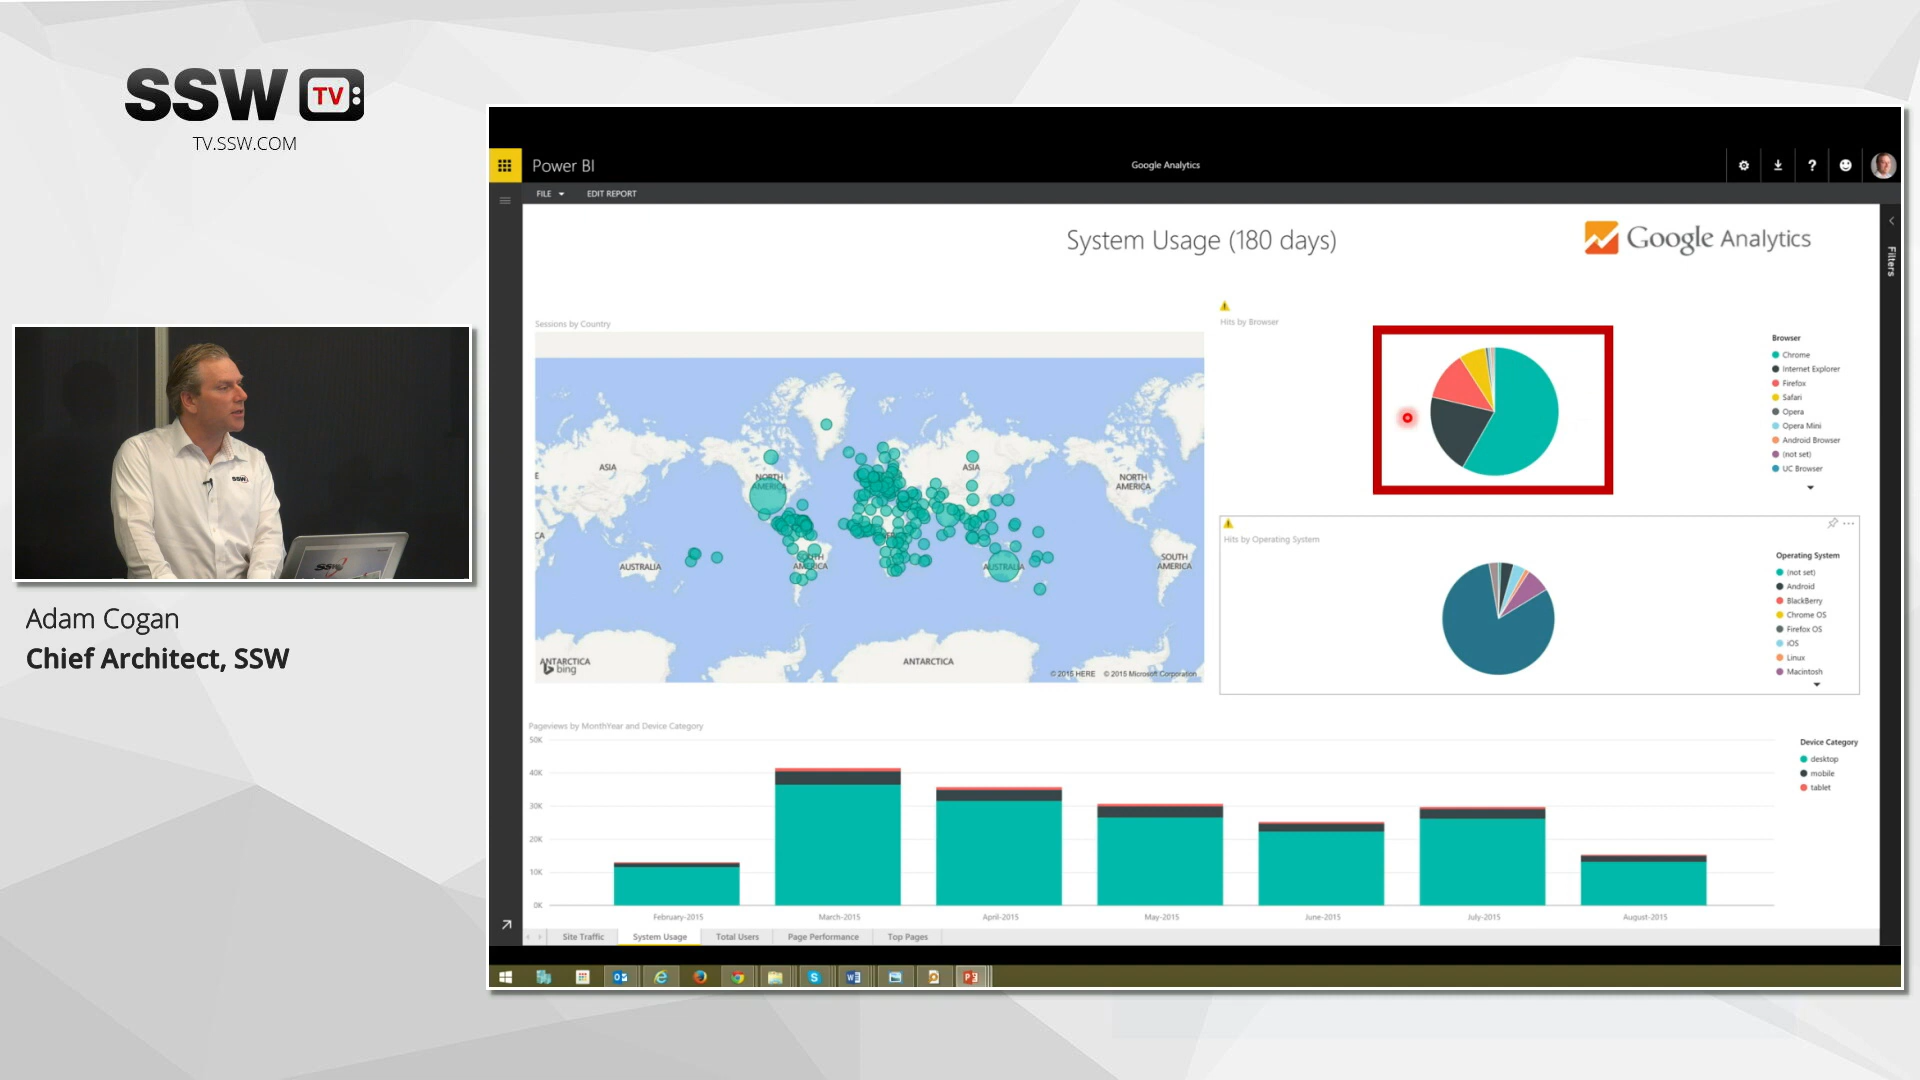 SSW TV:
TV.SSW.COM
Adam Cogan
Chief Architect, SSW
SSW
SSW
Power BI
Google Analytics
FILE
EDIT REPORT
System Usage (180 days)
Google Analytics
Filters
Sessions by Country
ASIA
NORTH AMERICA
ASIA
NORTH AMERICA
AUSTRALIA
SOUTH AMERICA
AUSTRALIA
SOUTH AMERICA
ANTARCTICA
ANTARCTICA
bing
© 2015 HERE © 2015 Microsoft Corporation
Hits by Browser
Browser
Chrome
Internet Explorer
Firefox
Safari
Opera
Opera Mini
Android Browser
(not set)
UC Browser
Hits by Operating System
Operating System
(not set)
Android
BlackBerry
Chrome OS
Firefox OS
iOS
Linux
Macintosh
Pageviews by MonthYear and Device Category
50K
40K
30K
20K
10K
0K
February-2015
March-2015
April-2015
May-2015
June-2015
July-2015
August-2015
Device Category
desktop
mobile
tablet
Site Traffic
System Usage
Total Users
Page Performance
Top Pages